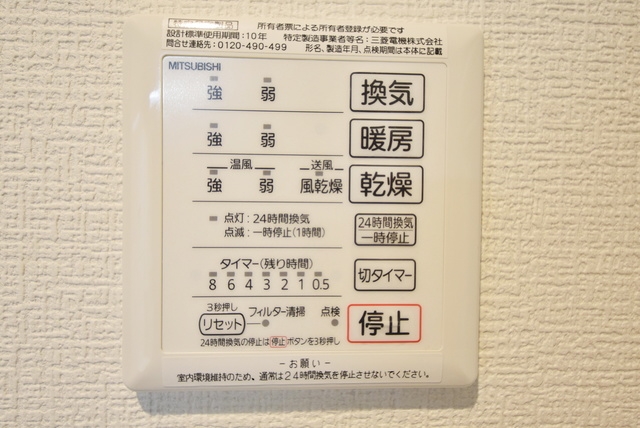 特定保守製品 所有者票による所有者登録が必要です
設計標準使用期間:10年 特定製造事業者等名:三菱電機株式会社
問合せ連絡先:0120-490-499 形名、製造年月、点検期間は本体に記載
MITSUBISHI
強 弱 換気
強 弱 暖房
温風 送風
強 弱 風乾燥 乾燥
点灯:24時間換気
点滅:一時停止(1時間)
24時間換気
一時停止
タイマー(残り時間)
8 6 4 3 2 1 0.5
切タイマー
3秒押し
リセット フィルター清掃 点検
停止
24時間換気の停止は停止ボタンを3秒押し
-お願い-
室内環境維持のため、通常は24時間換気を停止させないでください。